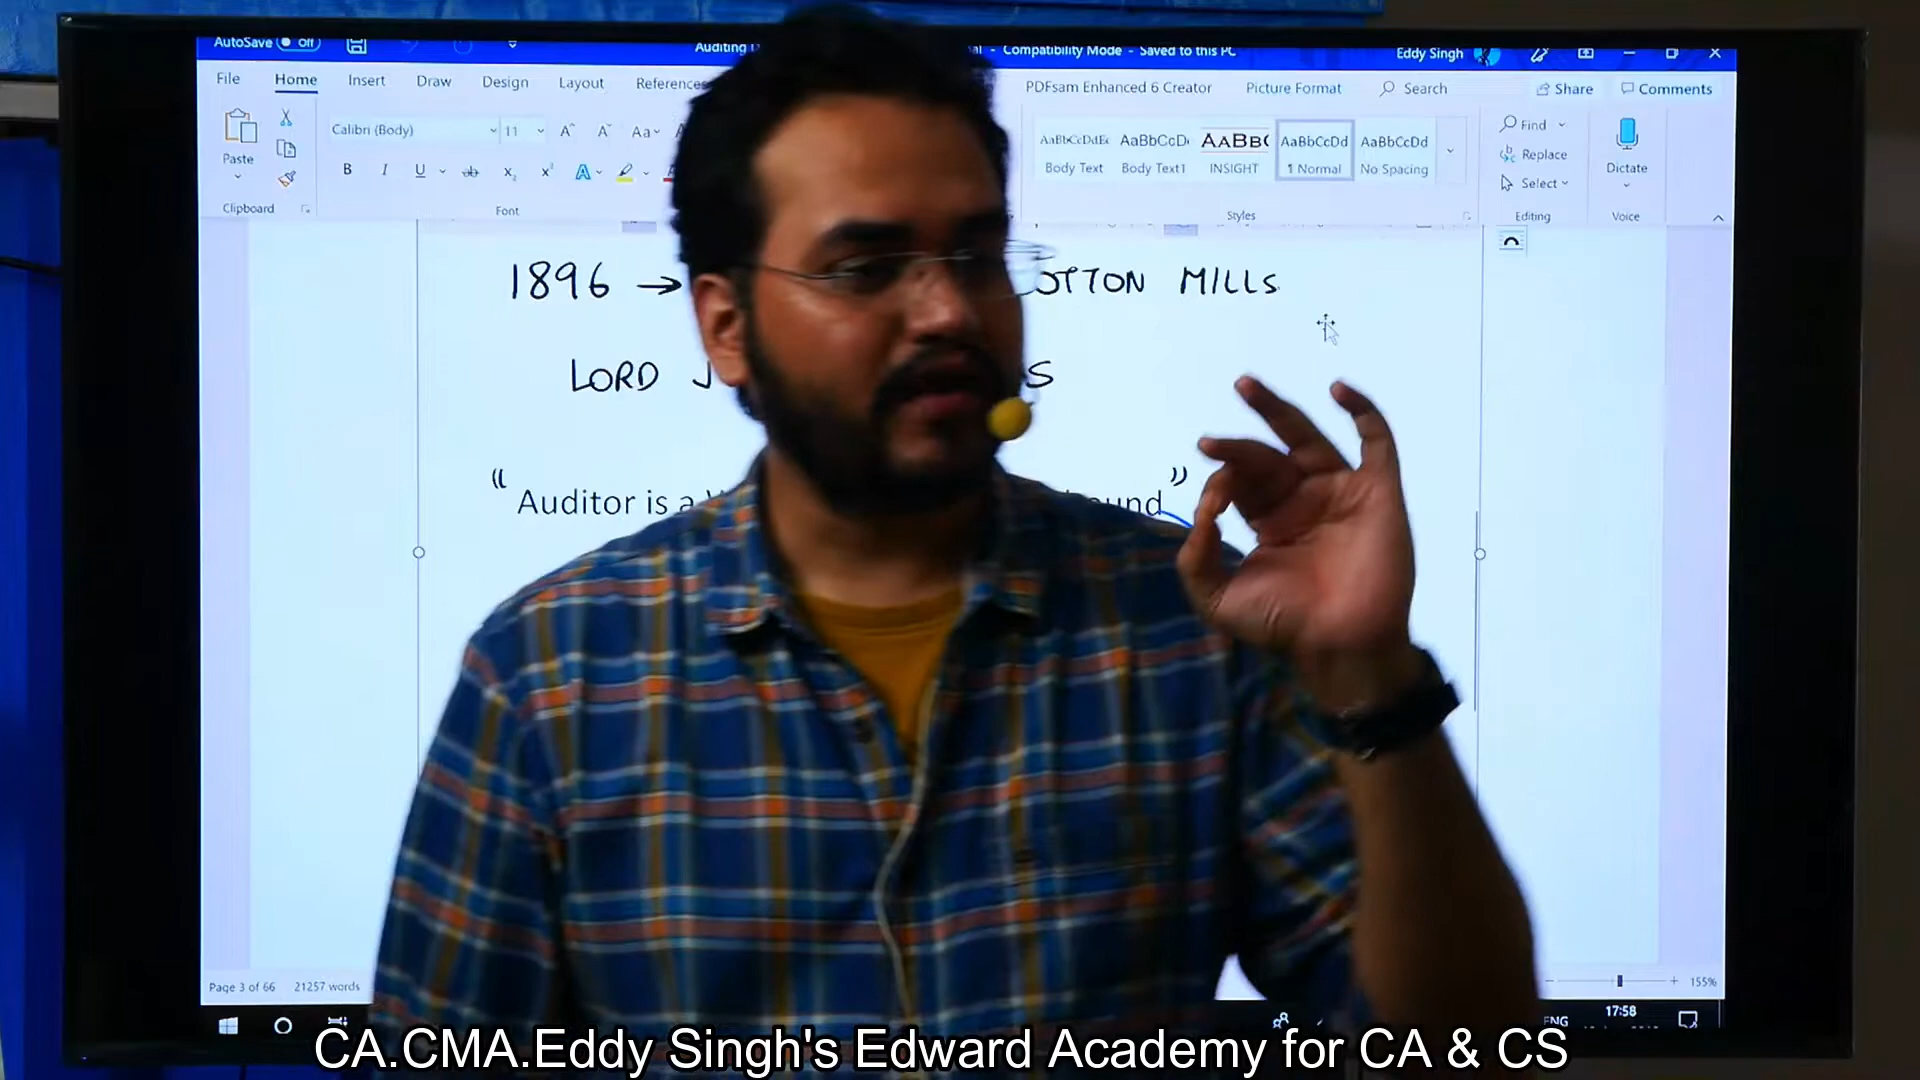 AutoSave Off
Auditing
- Compatibility Mode - Saved to this PC
Eddy Singh
File Home Insert Draw Design Layout References
PDFsam Enhanced 6 Creator Picture Format Search Share Comments
Calibri (Body) 11
Paste
Clipboard
Font
AaBbCcDdEe AaBbCcDd AABBC AaBbCcDd AaBbCcDd
Body Text Body Text1 INSIGHT 1 Normal No Spacing
Styles
Find
Replace
Select
Editing
Dictate
Voice
1896 → OTTON MILLS
LORD J S
" Auditor is a
ound "
Page 3 of 66 21257 words
155%
ENG 17:58
CA.CMA.Eddy Singh's Edward Academy for CA & CS